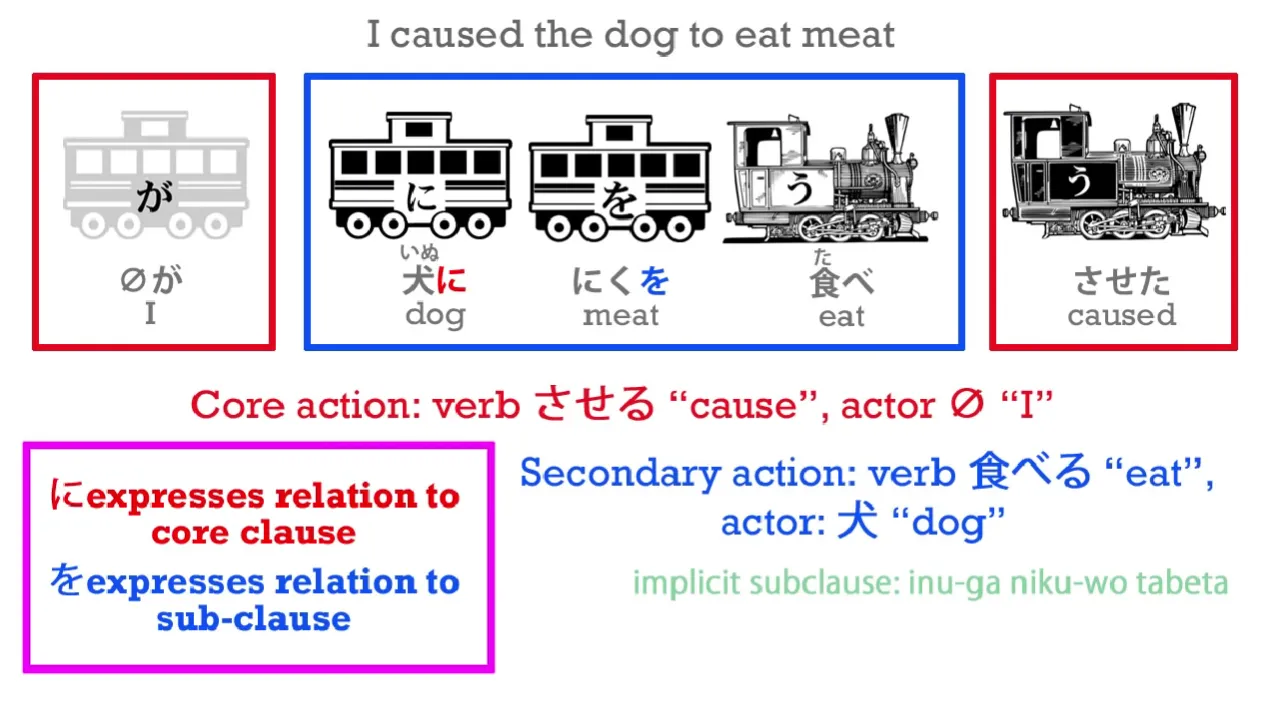 I caused the dog to eat meat
が
に
を
う
う
∅が
I
いぬ
犬に
dog
にくを
meat
た
食べ
eat
させた
caused
Core action: verb させる “cause”, actor ∅ “I”
にexpresses relation to
core clause
をexpresses relation to
sub-clause
Secondary action: verb 食べる “eat”,
actor: 犬 “dog”
implicit subclause: inu-ga niku-wo tabeta